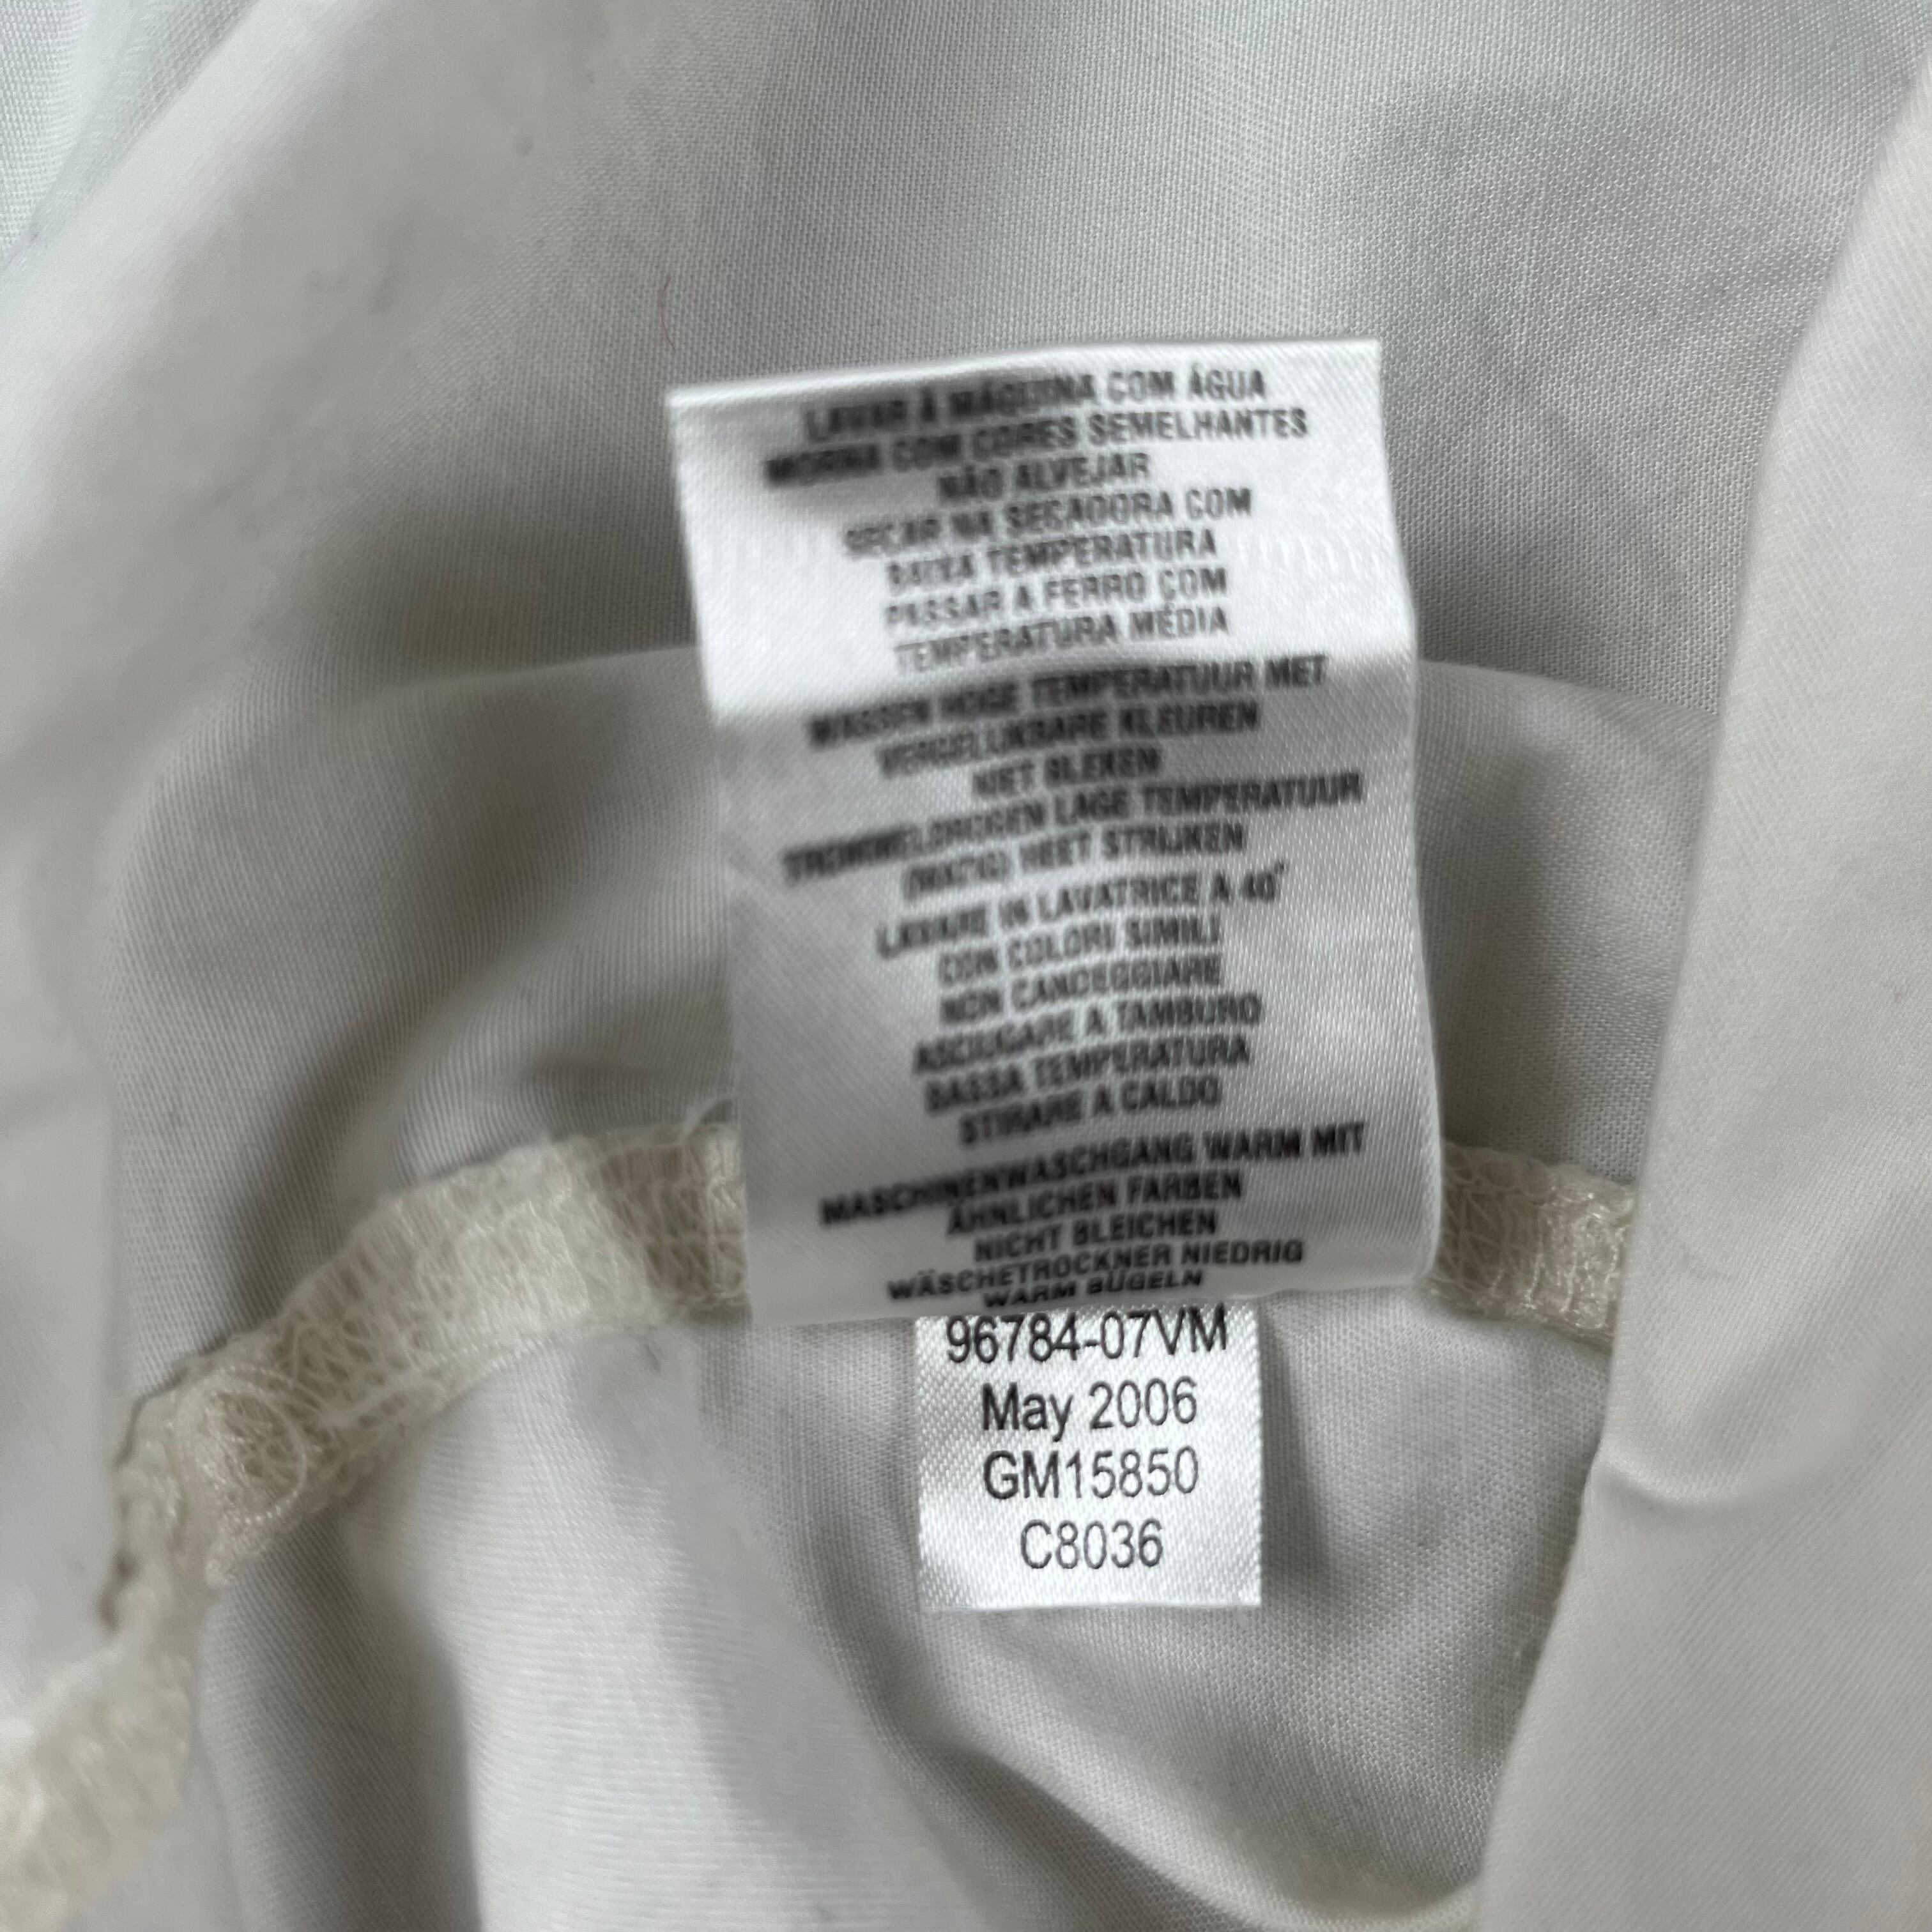 LAVAR À MÁQUINA COM ÁGUA
MORNA COM CORES SEMELHANTES
NÃO ALVEJAR
SECAR NA SECADORA COM
BAIXA TEMPERATURA
PASSAR A FERRO COM
TEMPERATURA MÉDIA
WASSEN HOGE TEMPERATUUR MET
VERGELIJKBARE KLEUREN
NIET BLEKEN
TROMMELDROGEN LAGE TEMPERATUUR
(MATIG) HEET STRIJKEN
LAVARE IN LAVATRICE A 40°
CON COLORI SIMILI
NON CANDEGGIARE
ASCIUGARE A TAMBURO
BASSA TEMPERATURA
STIRARE A CALDO
MASCHINENWASCHGANG WARM MIT
ÄHNLICHEN FARBEN
NICHT BLEICHEN
WÄSCHETROCKNER NIEDRIG
WARM BÜGELN
96784-07VM
May 2006
GM15850
C8036